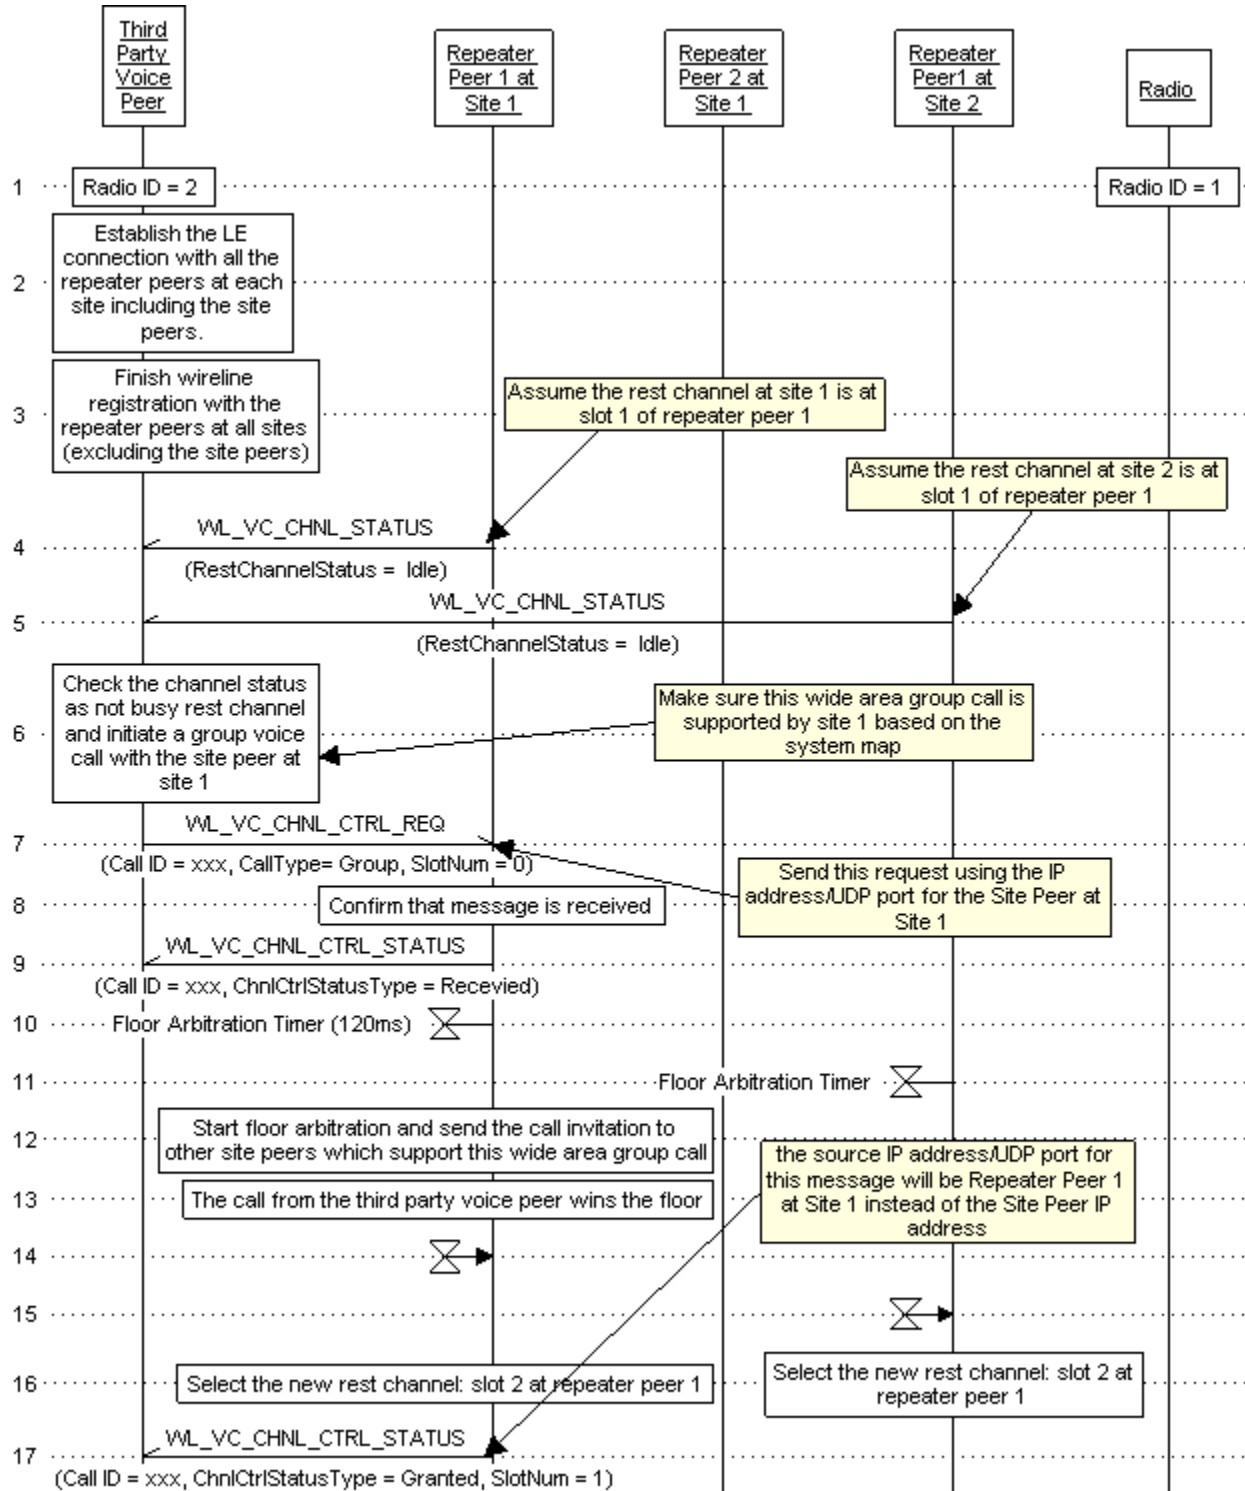 Third
Party
Voice
Peer
Repeater
Peer 1 at
Site 1
Repeater
Peer 2 at
Site 1
Repeater
Peer1 at
Site 2
Radio
1
Radio ID = 2
Radio ID = 1
2
Establish the LE
connection with all the
repeater peers at each
site including the site
peers.
3
Finish wireline
registration with the
repeater peers at all sites
(excluding the site peers)
Assume the rest channel at site 1 is at
slot 1 of repeater peer 1
Assume the rest channel at site 2 is at
slot 1 of repeater peer 1
4
WL_VC_CHNL_STATUS
(RestChannelStatus = Idle)
5
WL_VC_CHNL_STATUS
(RestChannelStatus = Idle)
6
Check the channel status
as not busy rest channel
and initiate a group voice
call with the site peer at
site 1
Make sure this wide area group call is
supported by site 1 based on the
system map
7
WL_VC_CHNL_CTRL_REQ
(Call ID = xxx, CallType= Group, SlotNum = 0)
Send this request using the IP
address/UDP port for the Site Peer at
Site 1
8
Confirm that message is received
9
WL_VC_CHNL_CTRL_STATUS
(Call ID = xxx, ChnlCtrlStatusType = Recevied)
10
Floor Arbitration Timer (120ms)
11
Floor Arbitration Timer
12
Start floor arbitration and send the call invitation to
other site peers which support this wide area group call
the source IP address/UDP port for
this message will be Repeater Peer 1
at Site 1 instead of the Site Peer IP
address
13
The call from the third party voice peer wins the floor
14
15
16
Select the new rest channel: slot 2 at repeater peer 1
Select the new rest channel: slot 2 at
repeater peer 1
17
WL_VC_CHNL_CTRL_STATUS
(Call ID = xxx, ChnlCtrlStatusType = Granted, SlotNum = 1)